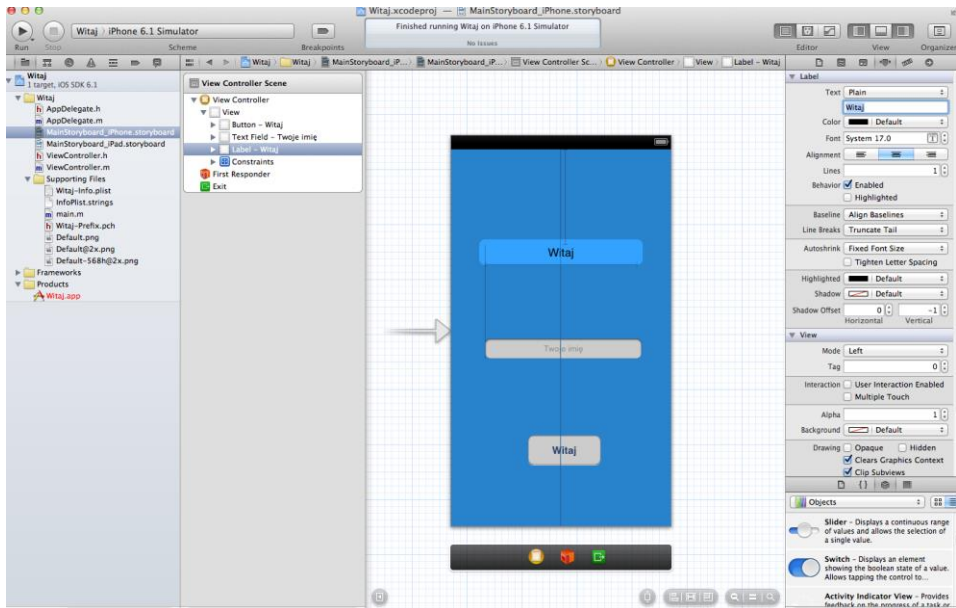 Witaj.xcodeproj — MainStoryboard_iPhone.storyboard
Run
Stop
Witaj
iPhone 6.1 Simulator
Scheme
Breakpoints
Finished running Witaj on iPhone 6.1 Simulator
No Issues
Editor
View
Organizer
Witaj
Witaj
MainStoryboard_iP...
MainStoryboard_iP...
View Controller Sc...
View Controller
View
Label – Witaj
Witaj
1 target, iOS SDK 6.1
Witaj
AppDelegate.h
AppDelegate.m
MainStoryboard_iPhone.storyboard
MainStoryboard_iPad.storyboard
ViewController.h
ViewController.m
Supporting Files
Witaj-Info.plist
InfoPlist.strings
main.m
Witaj-Prefix.pch
Default.png
Default@2x.png
Default-568h@2x.png
Frameworks
Products
Witaj.app
View Controller Scene
View Controller
View
Button – Witaj
Text Field – Twoje imię
Label – Witaj
Constraints
First Responder
Exit
Witaj
Twoje imię
Witaj
Label
Text Plain
Witaj
Color Default
Font System 17.0
Alignment
Lines 1
Behavior Enabled
Highlighted
Baseline Align Baselines
Line Breaks Truncate Tail
Autoshrink Fixed Font Size
Tighten Letter Spacing
Highlighted Default
Shadow Default
Shadow Offset 0 -1
Horizontal Vertical
View
Mode Left
Tag 0
Interaction User Interaction Enabled
Multiple Touch
Alpha 1
Background Default
Drawing Opaque Hidden
Clears Graphics Context
Clip Subviews
Objects
Slider – Displays a continuous range
of values and allows the selection of
a single value.
Switch – Displays an element
showing the boolean state of a value.
Allows tapping the control to...
Activity Indicator View – Provides
feedback on the progress of a task or